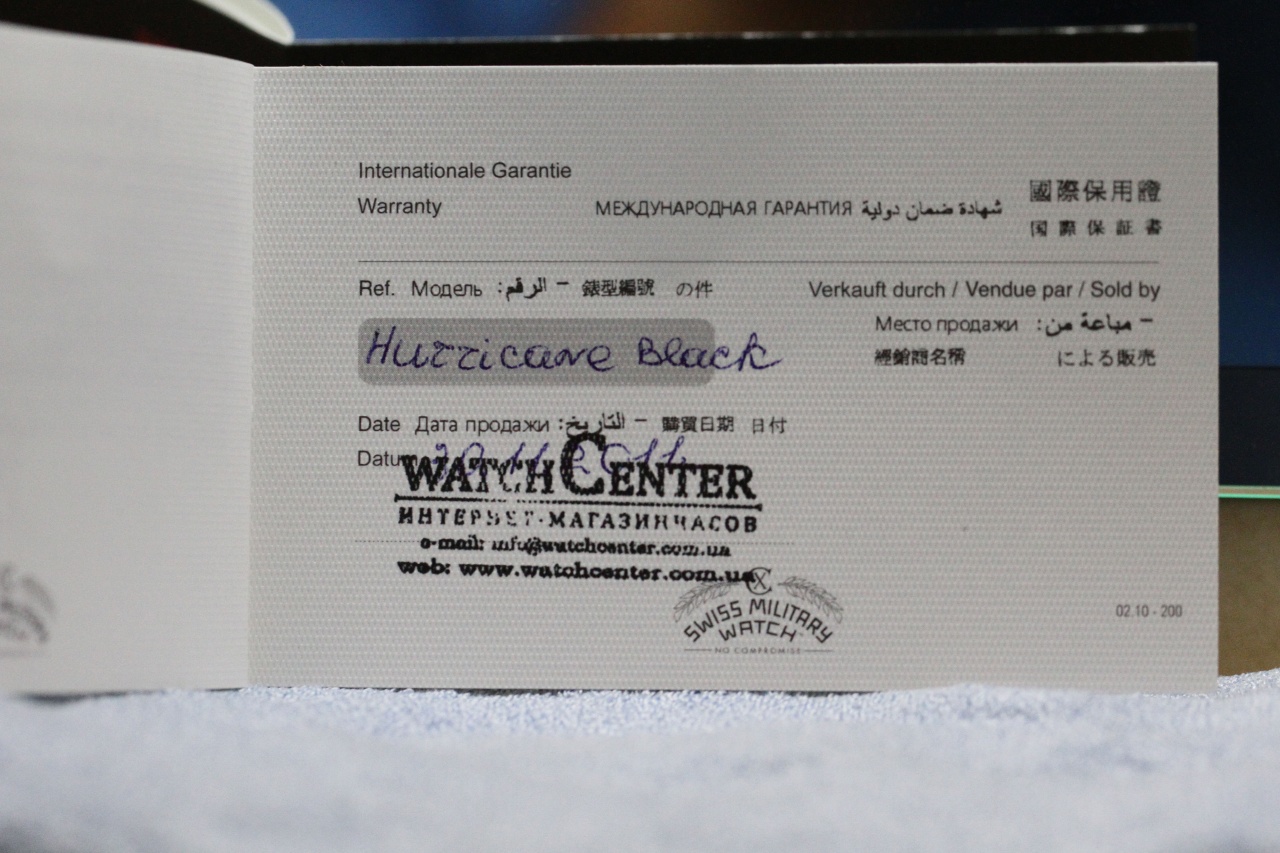 Internationale Garantie
Warranty МЕЖДУНАРОДНАЯ ГАРАНТИЯ شهادة ضمان دولية 國際保用證
国際保証書
Ref. Модель الرقم: – 錶型編號 の件
Verkauft durch / Vendue par / Sold by
Место продажи مباعة من: –
經銷商名稱 による販売
Hurricane Black
Date Дата продажи التاريخ: – 購買日期 日付
WATCHCENTER
ИНТЕРНЕТ-МАГАЗИН ЧАСОВ
e-mail: info@watchcenter.com.ua
web: www.watchcenter.com.ua
SWISS MILITARY
WATCH
NO COMPROMISE
02.10 - 200